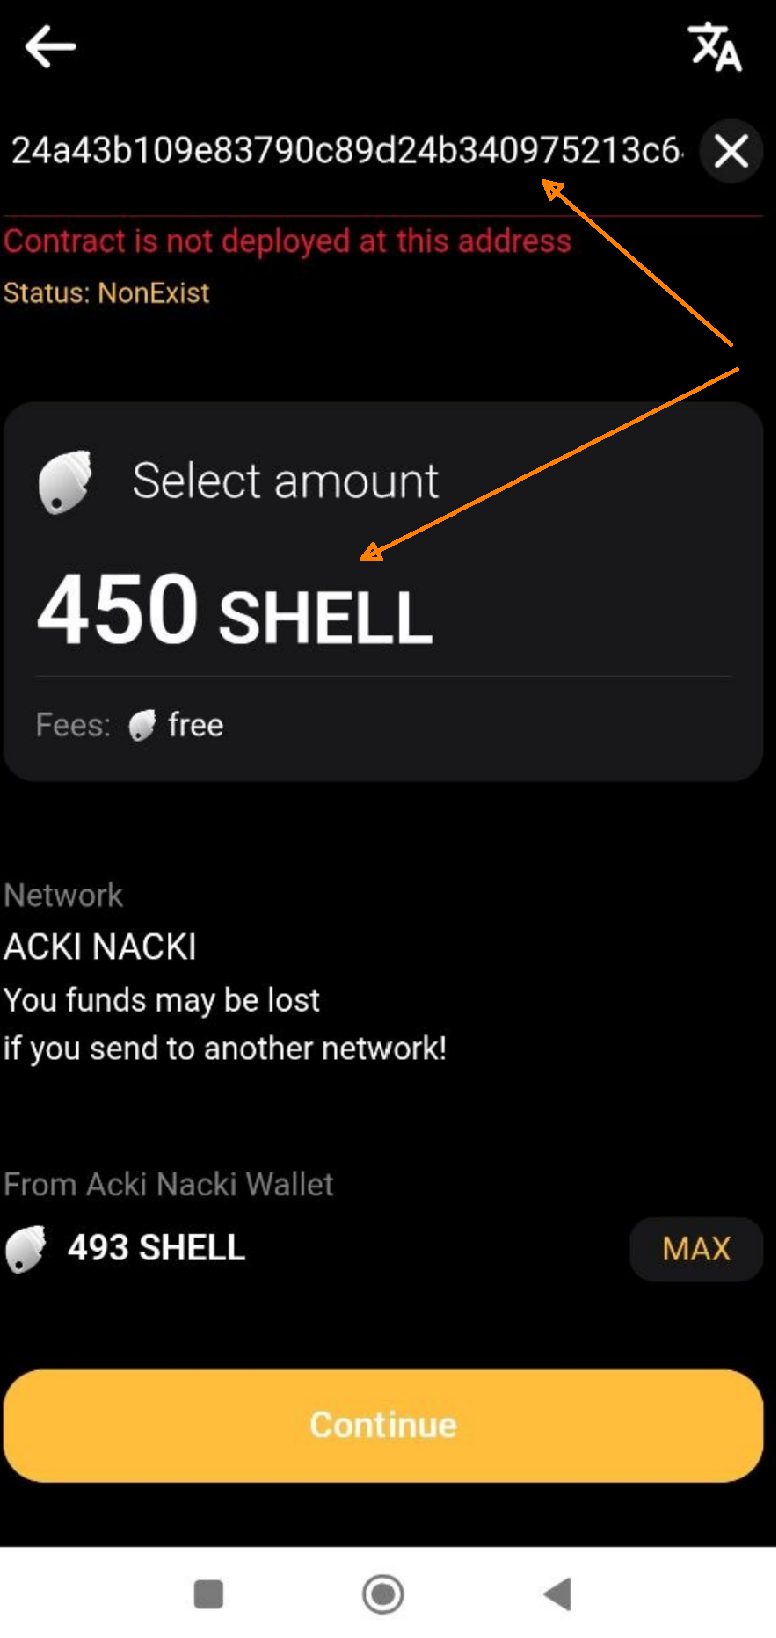 24a43b109e83790c89d24b340975213c6
Contract is not deployed at this address
Status: NonExist
Select amount
450 SHELL
Fees: free
Network
ACKI NACKI
You funds may be lost
if you send to another network!
From Acki Nacki Wallet
493 SHELL
MAX
Continue